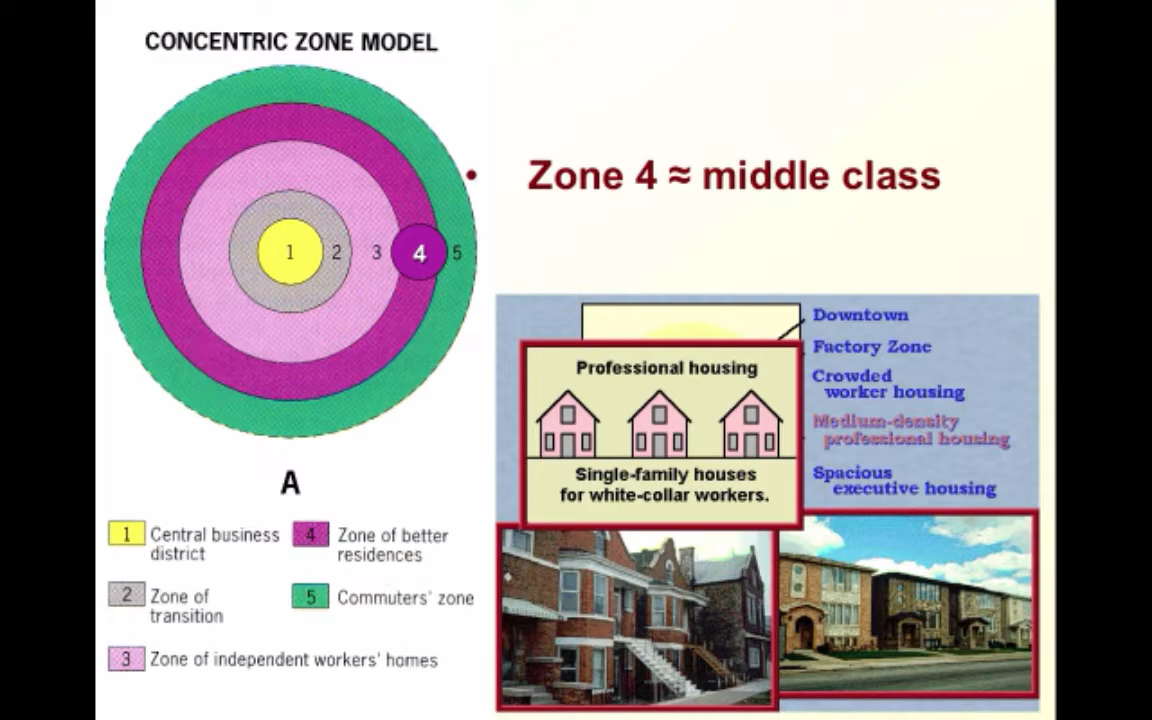 CONCENTRIC ZONE MODEL
1 2 3 4 5
A
1 Central business
district
2 Zone of
transition
3 Zone of independent workers' homes
4 Zone of better
residences
5 Commuters' zone
• Zone 4 ≈ middle class
Professional housing
Single-family houses
for white-collar workers.
Downtown
Factory Zone
Crowded
worker housing
Medium-density
professional housing
Spacious
executive housing